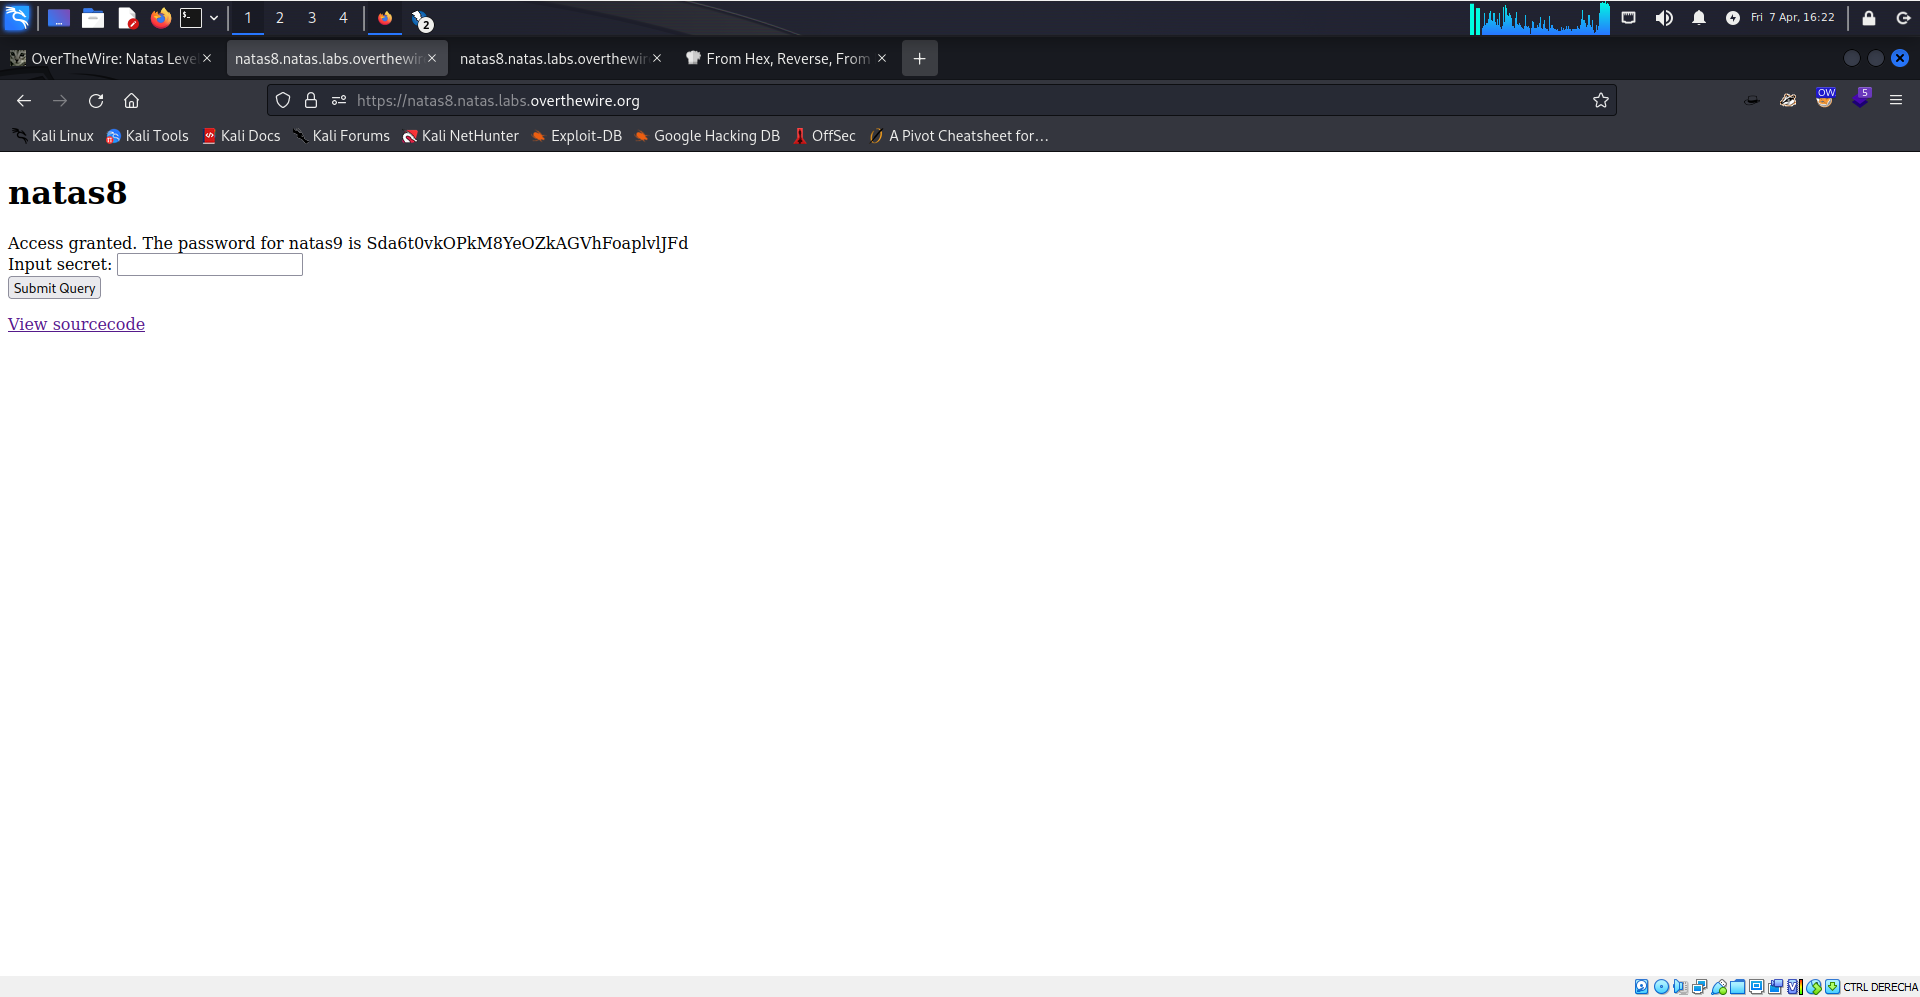 1 2 3 4 2 Fri 7 Apr, 16:22
OverTheWire: Natas Leve natas8.natas.labs.overthewir natas8.natas.labs.overthewir From Hex, Reverse, From
https://natas8.natas.labs.overthewire.org OW 5
Kali Linux Kali Tools Kali Docs Kali Forums Kali NetHunter Exploit-DB Google Hacking DB OffSec A Pivot Cheatsheet for…
natas8
Access granted. The password for natas9 is Sda6t0vkOPkM8YeOZkAGVhFoaplvlJFd
Input secret:
Submit Query
View sourcecode
CTRL DERECHA